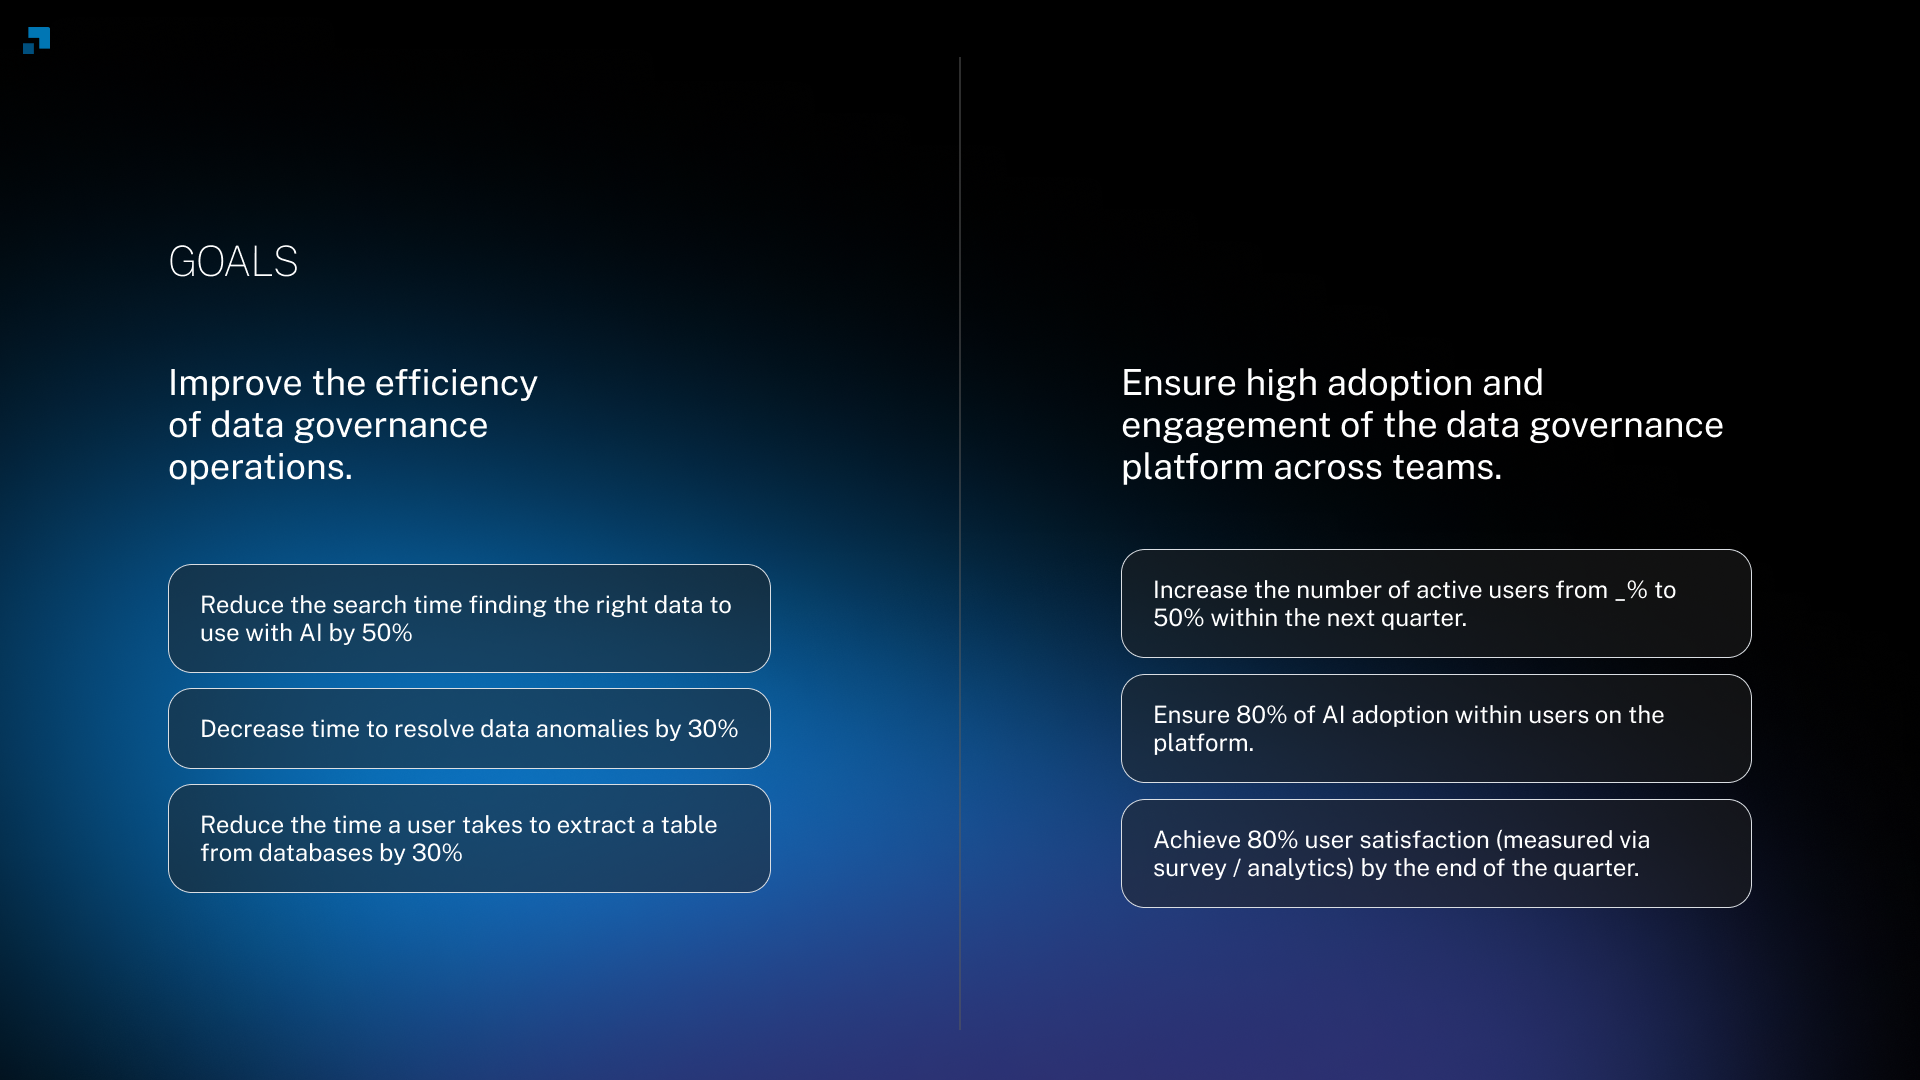 GOALS
Improve the efficiency
of data governance
operations.
Reduce the search time finding the right data to
use with AI by 50%
Decrease time to resolve data anomalies by 30%
Reduce the time a user takes to extract a table
from databases by 30%
Ensure high adoption and
engagement of the data governance
platform across teams.
Increase the number of active users from _% to
50% within the next quarter.
Ensure 80% of AI adoption within users on the
platform.
Achieve 80% user satisfaction (measured via
survey / analytics) by the end of the quarter.